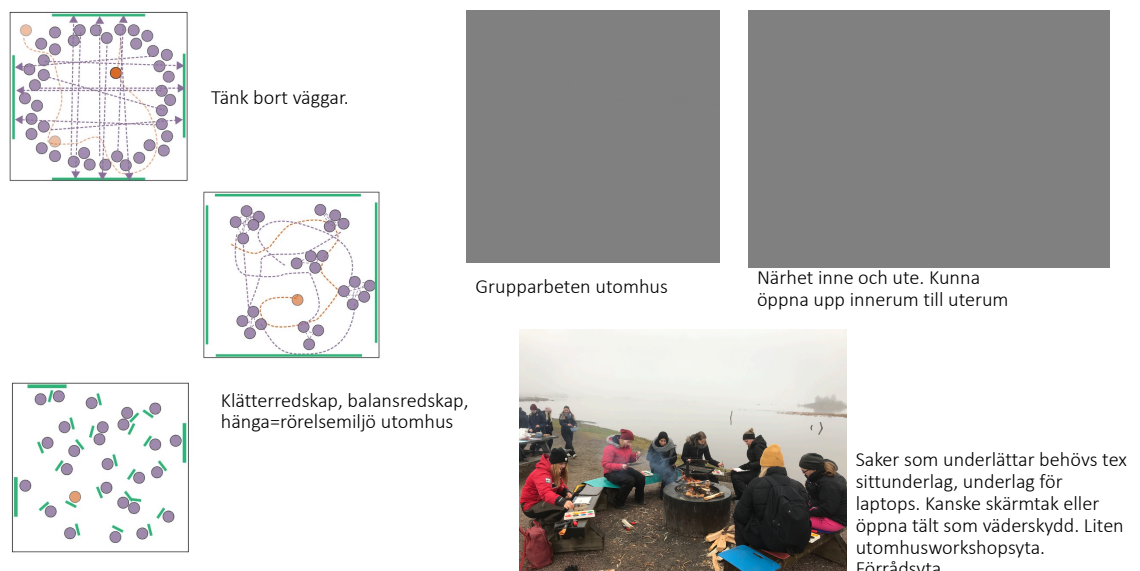 Tänk bort väggar.
Grupparbeten utomhus
Närhet inne och ute. Kunna
öppna upp innerum till uterum
Klätterredskap, balansredskap,
hänga=rörelsemiljö utomhus
Saker som underlättar behövs tex
sittunderlag, underlag för
laptops. Kanske skärmtak eller
öppna tält som väderskydd. Liten
utomhusworkshopsyta.
Förrådsyta